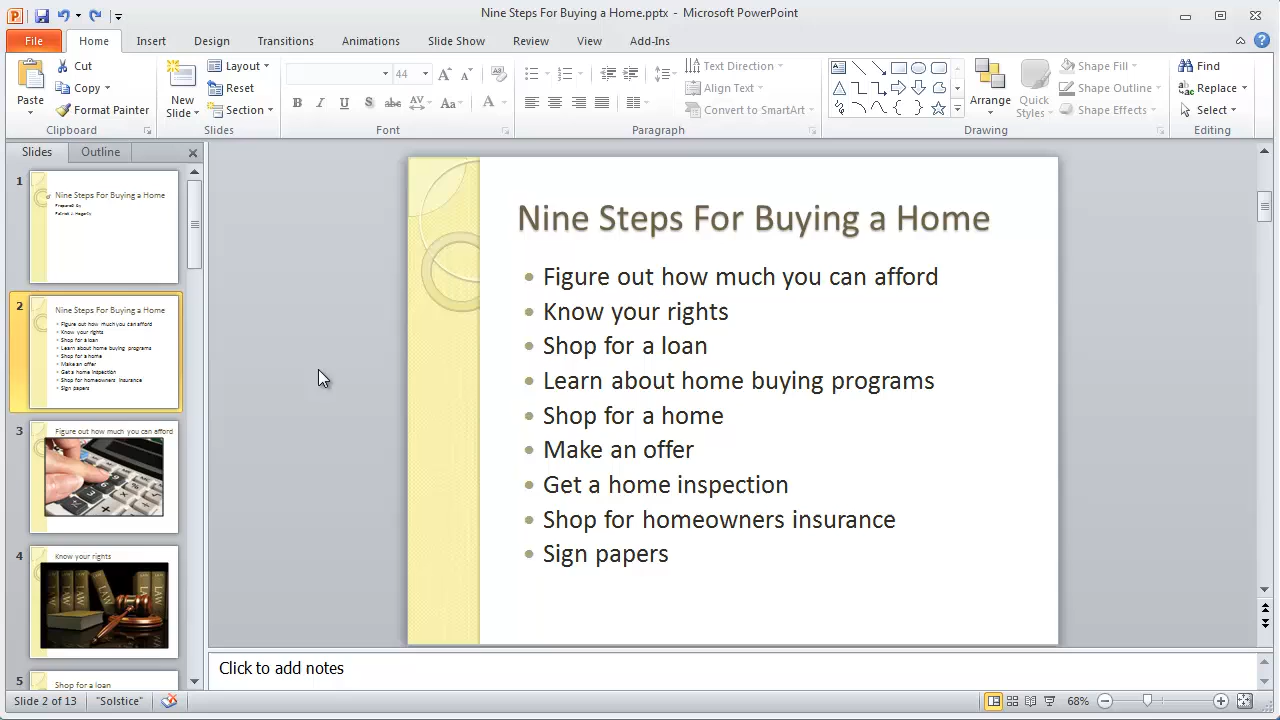 Nine Steps For Buying a Home.pptx - Microsoft PowerPoint
File Home Insert Design Transitions Animations Slide Show Review View Add-Ins
Paste
Cut
Copy
Format Painter
Clipboard
New Slide
Layout
Reset
Section
Slides
44
B I U S abc AV Aa A
Font
Text Direction
Align Text
Convert to SmartArt
Paragraph
Arrange
Quick Styles
Shape Fill
Shape Outline
Shape Effects
Drawing
Find
Replace
Select
Editing
Slides Outline
1
Nine Steps For Buying a Home
Prepared By
Patrick J. Hagerty
2
Nine Steps For Buying a Home
Figure out how much you can afford
Know your rights
Shop for a loan
Learn about home buying programs
Shop for a home
Make an offer
Get a home inspection
Shop for homeowners insurance
Sign papers
3
Figure out how much you can afford
4
Know your rights
LAW
5
Shop for a loan
Nine Steps For Buying a Home
• Figure out how much you can afford
• Know your rights
• Shop for a loan
• Learn about home buying programs
• Shop for a home
• Make an offer
• Get a home inspection
• Shop for homeowners insurance
• Sign papers
Click to add notes
Slide 2 of 13 "Solstice" 68%